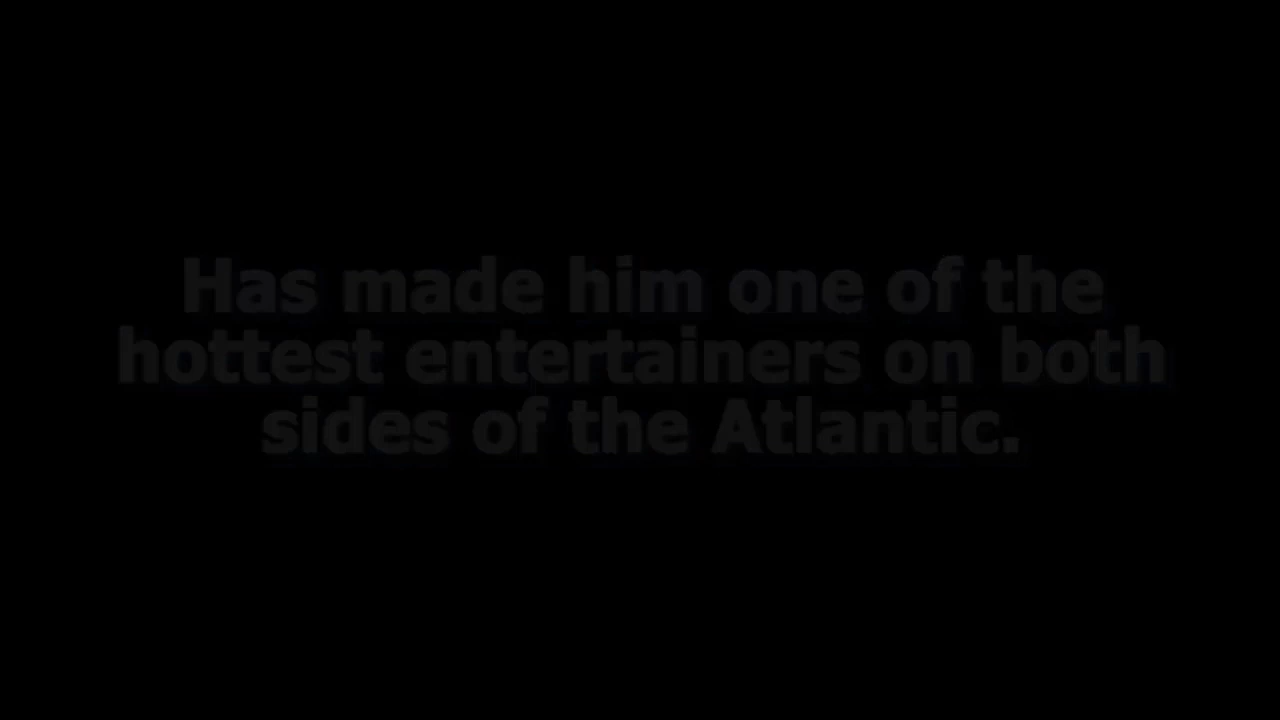 Has made him one of the
hottest entertainers on both
sides of the Atlantic.